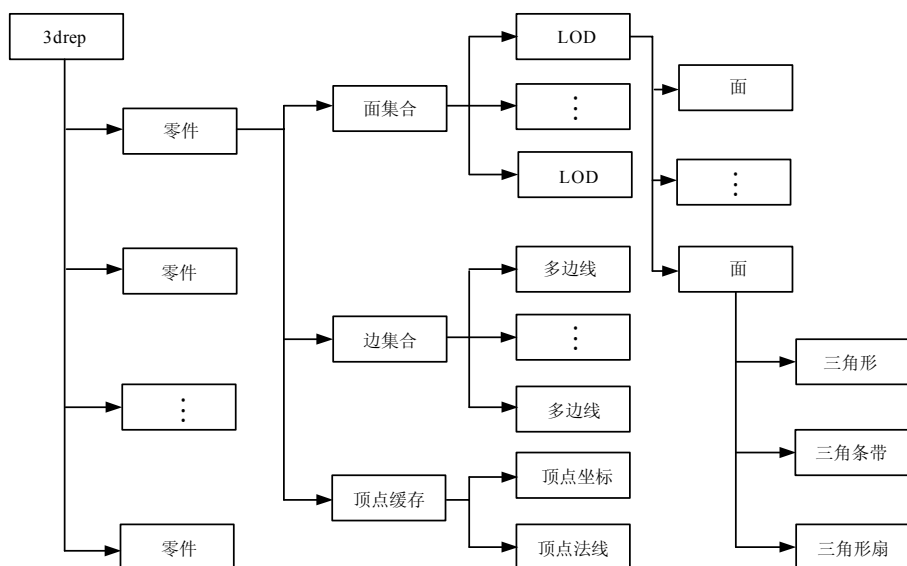 3drep
零件
零件
⋮
零件
面集合
边集合
顶点缓存
LOD
⋮
LOD
多边线
⋮
多边线
顶点坐标
顶点法线
面
⋮
面
三角形
三角条带
三角形扇